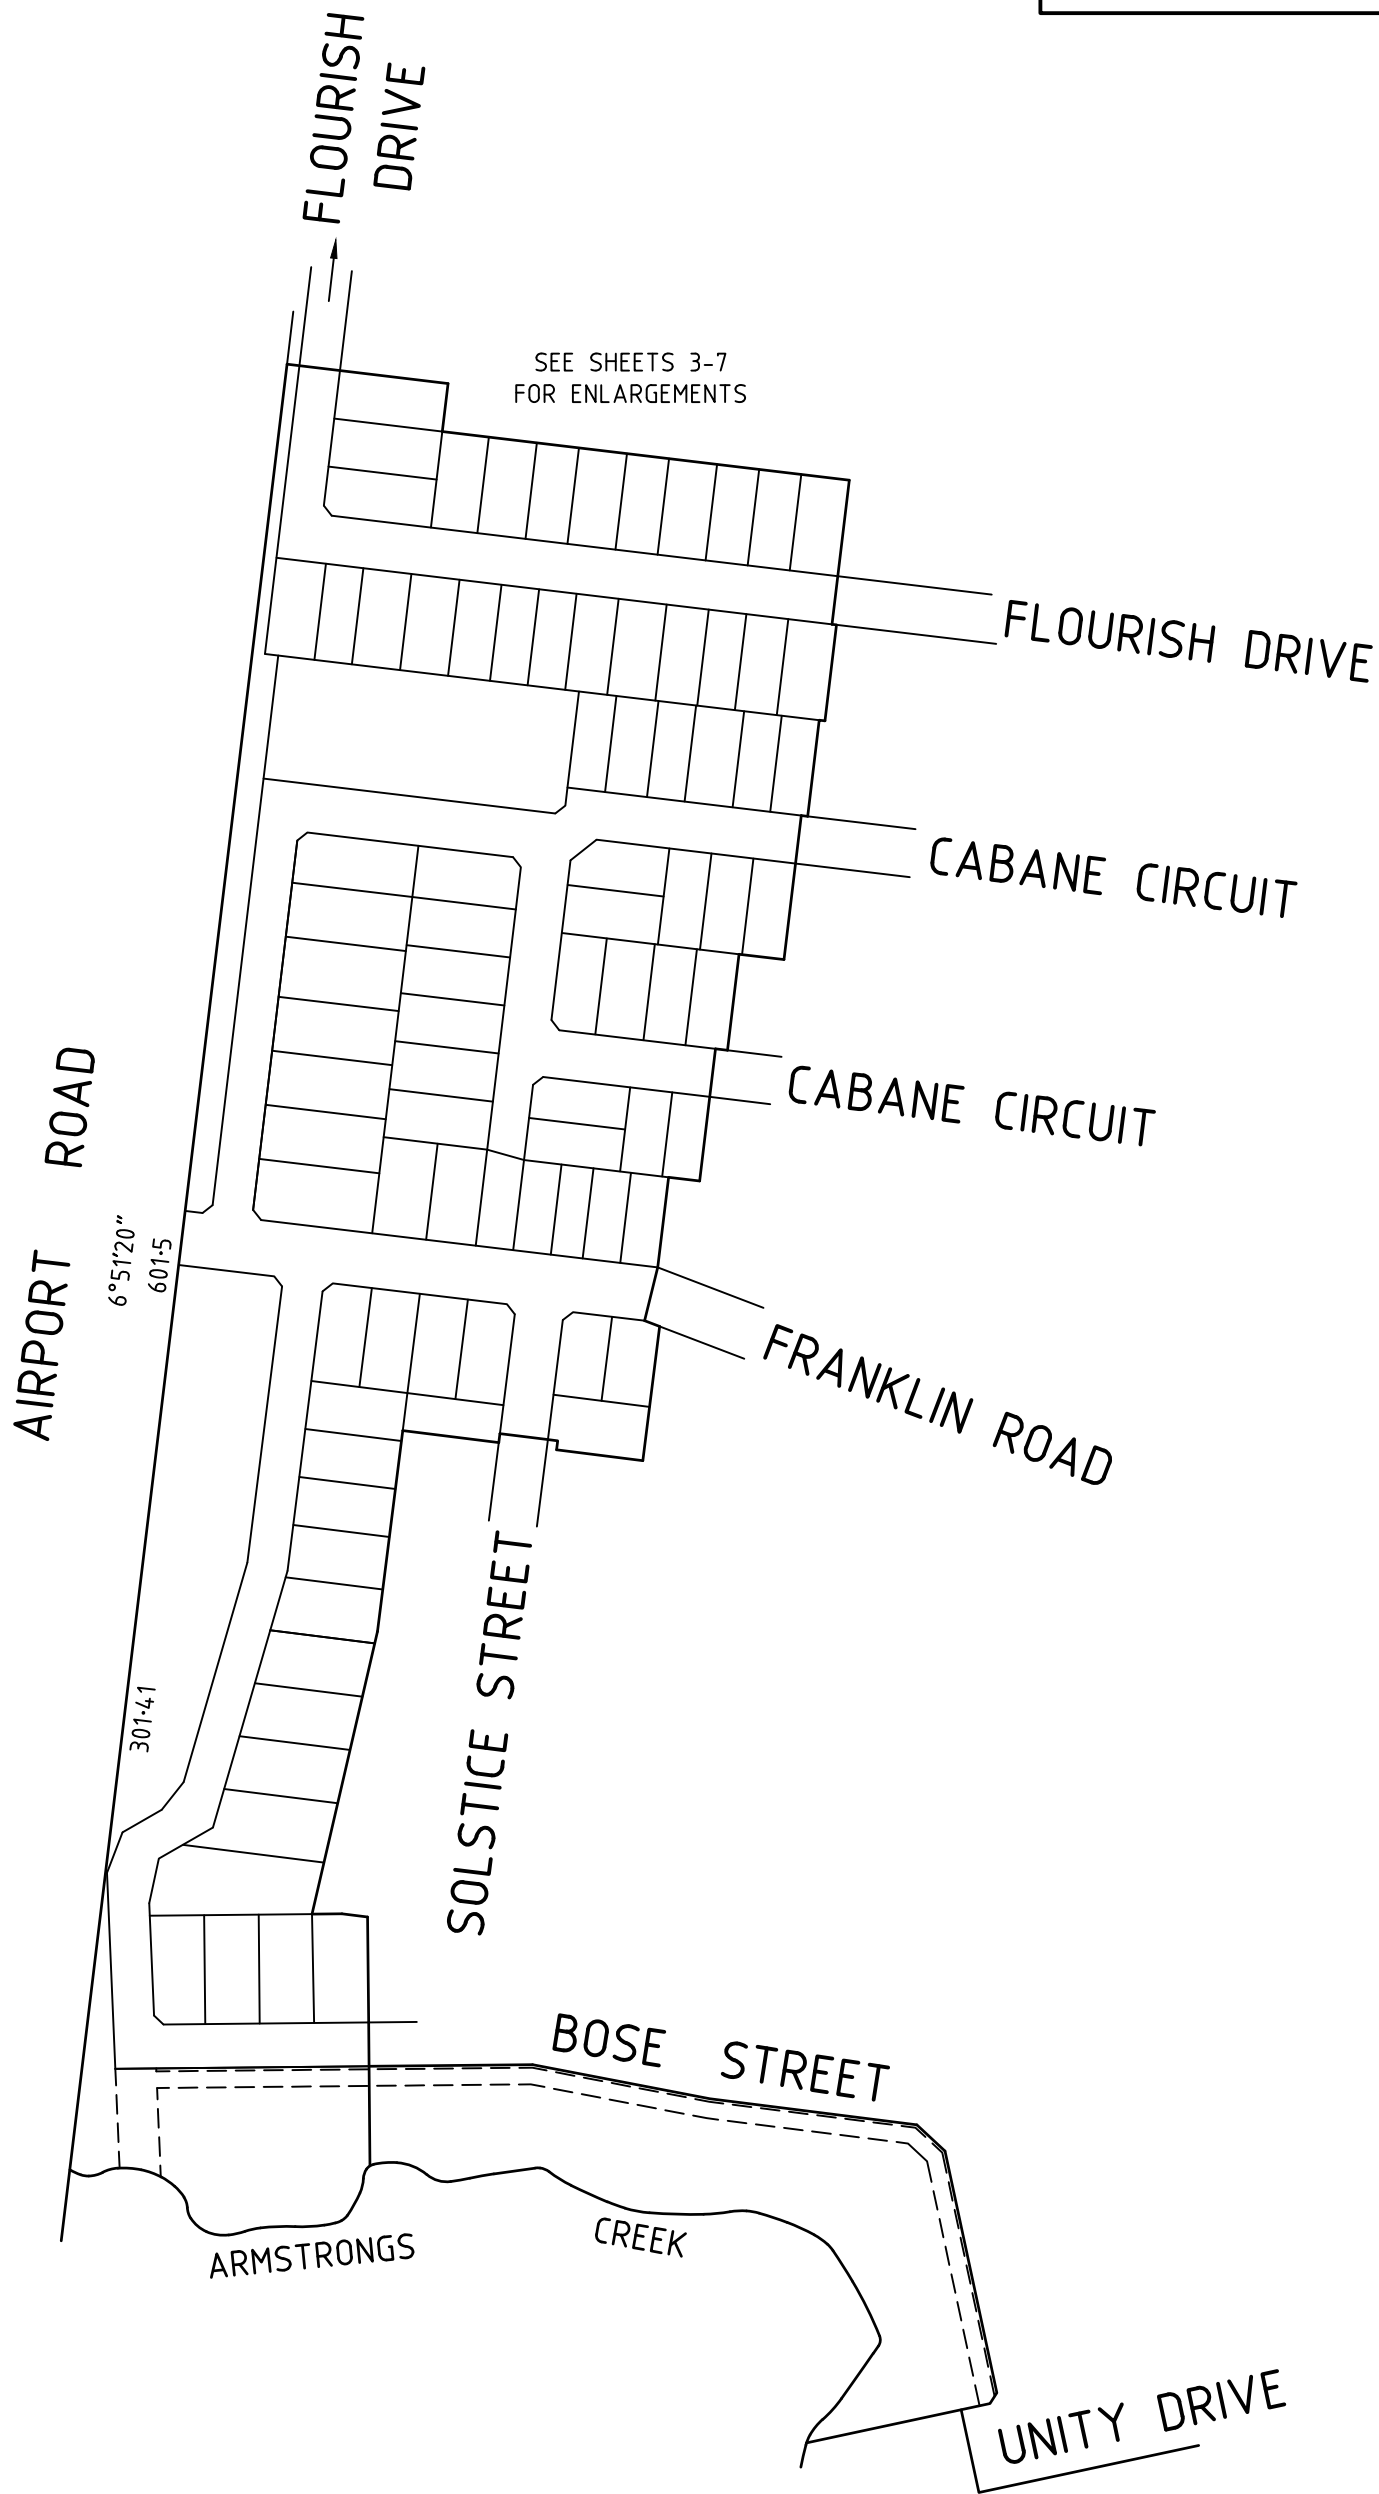 FLOURISH
DRIVE
SEE SHEETS 3-7
FOR ENLARGEMENTS
FLOURISH DRIVE
CABANE CIRCUIT
CABANE CIRCUIT
AIRPORT ROAD
6°51'20"
601·5
FRANKLIN ROAD
SOLSTICE STREET
301·41
BOSE STREET
ARMSTRONGS
CREEK
UNITY DRIVE